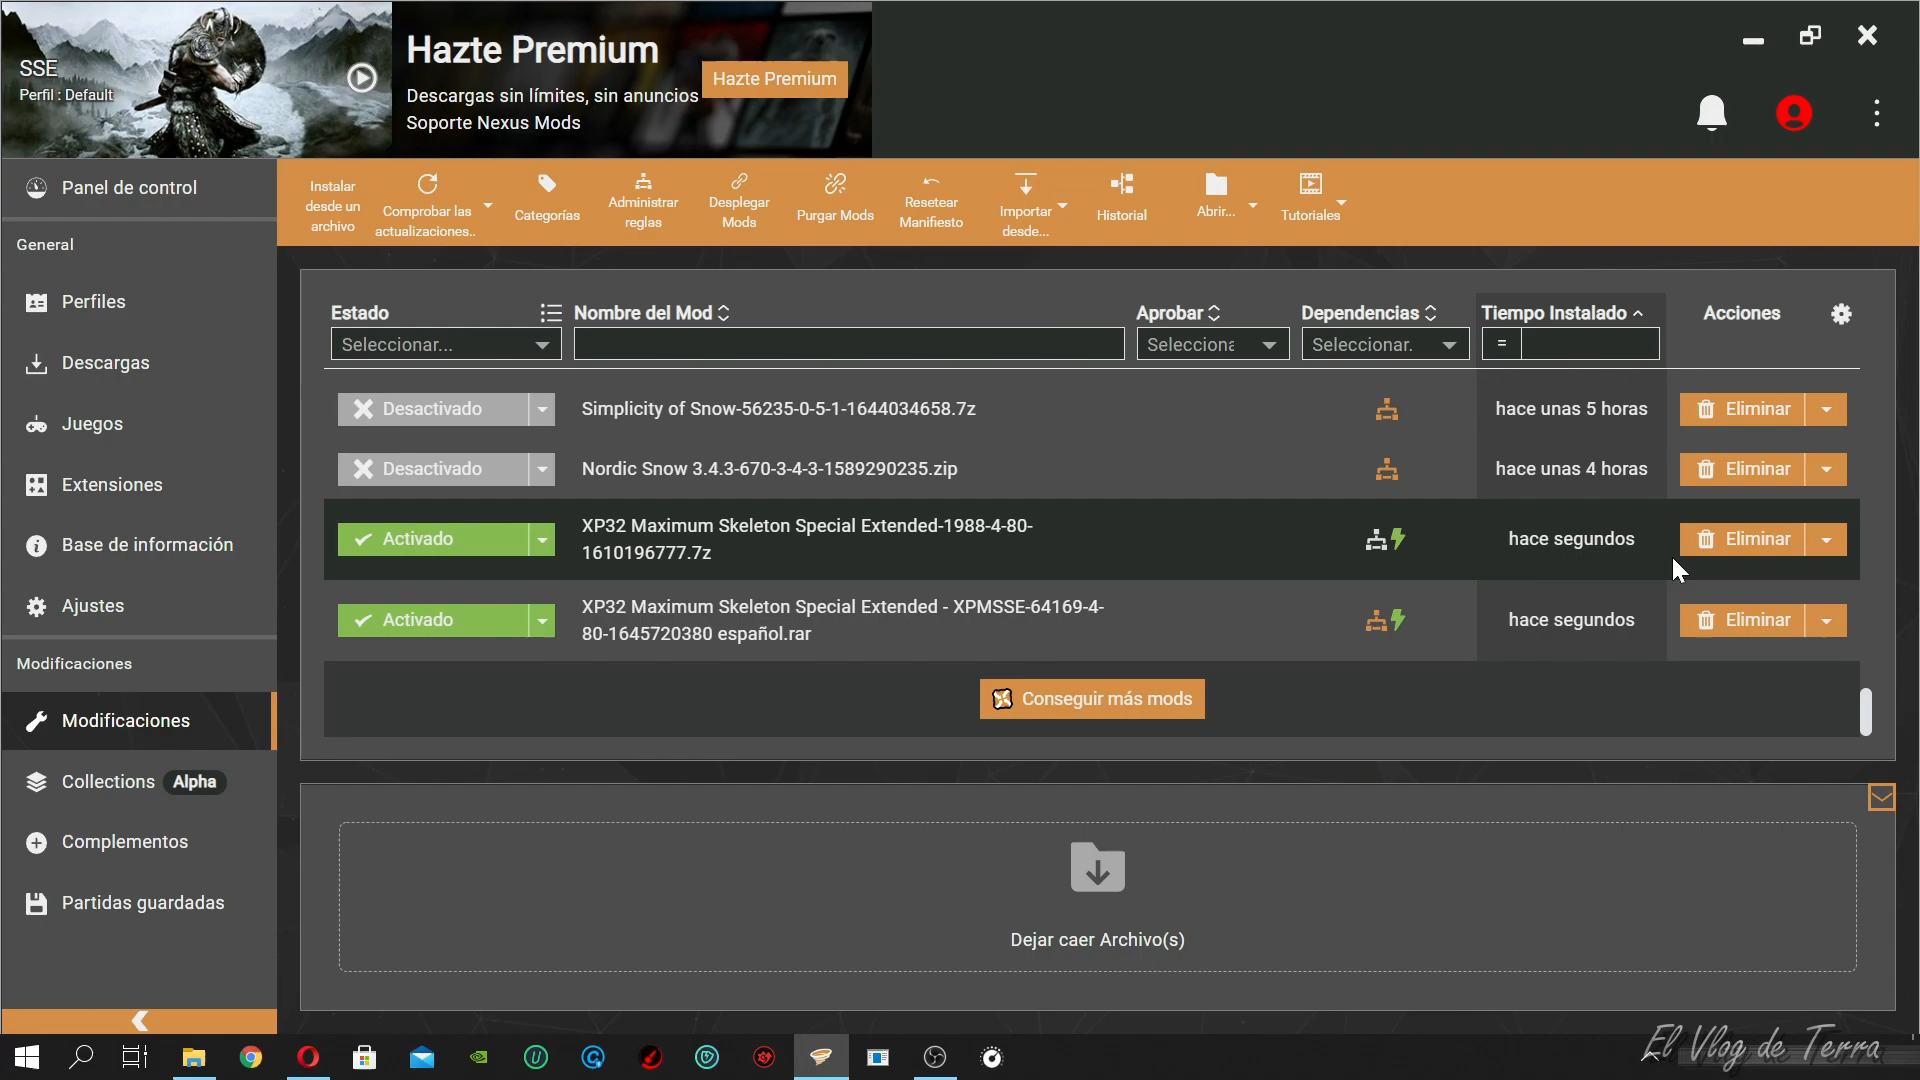 SSE
Perfil : Default
Hazte Premium
Descargas sin límites, sin anuncios
Soporte Nexus Mods
Hazte Premium
Panel de control
General
Perfiles
Descargas
Juegos
Extensiones
Base de información
Ajustes
Modificaciones
Modificaciones
Collections Alpha
Complementos
Partidas guardadas
Instalar desde un archivo
Comprobar las actualizaciones..
Categorías
Administrar reglas
Desplegar Mods
Purgar Mods
Resetear Manifiesto
Importar desde...
Historial
Abrir...
Tutoriales
Estado Nombre del Mod Aprobar Dependencias Tiempo Instalado Acciones
Seleccionar... Selecciona Seleccionar. =
Desactivado Simplicity of Snow-56235-0-5-1-1644034658.7z hace unas 5 horas Eliminar
Desactivado Nordic Snow 3.4.3-670-3-4-3-1589290235.zip hace unas 4 horas Eliminar
Activado XP32 Maximum Skeleton Special Extended-1988-4-80- hace segundos Eliminar
1610196777.7z
Activado XP32 Maximum Skeleton Special Extended - XPMSSE-64169-4- hace segundos Eliminar
80-1645720380 español.rar
Conseguir más mods
Dejar caer Archivo(s)
El Vlog de Terra